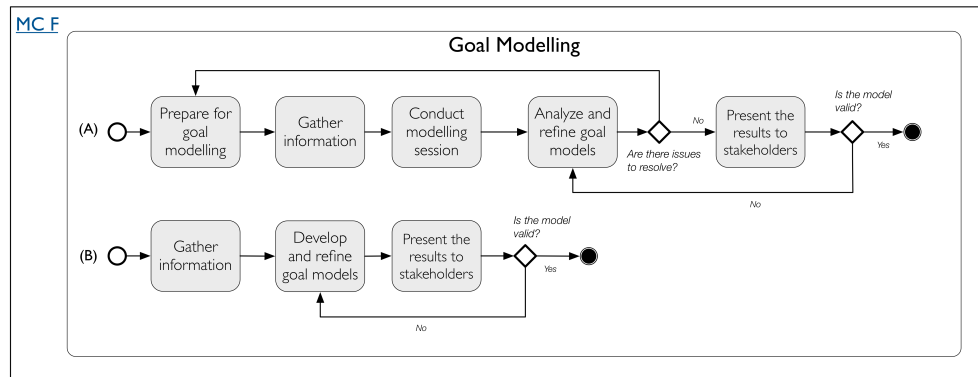 MC F
Goal Modelling
(A)
Prepare for
goal
modelling
Gather
information
Conduct
modelling
session
Analyze and
refine goal
models
Are there issues
to resolve?
No
Present the
results to
stakeholders
Is the model
valid?
Yes
No
(B)
Gather
information
Develop
and refine
goal models
Present the
results to
stakeholders
Is the model
valid?
Yes
No